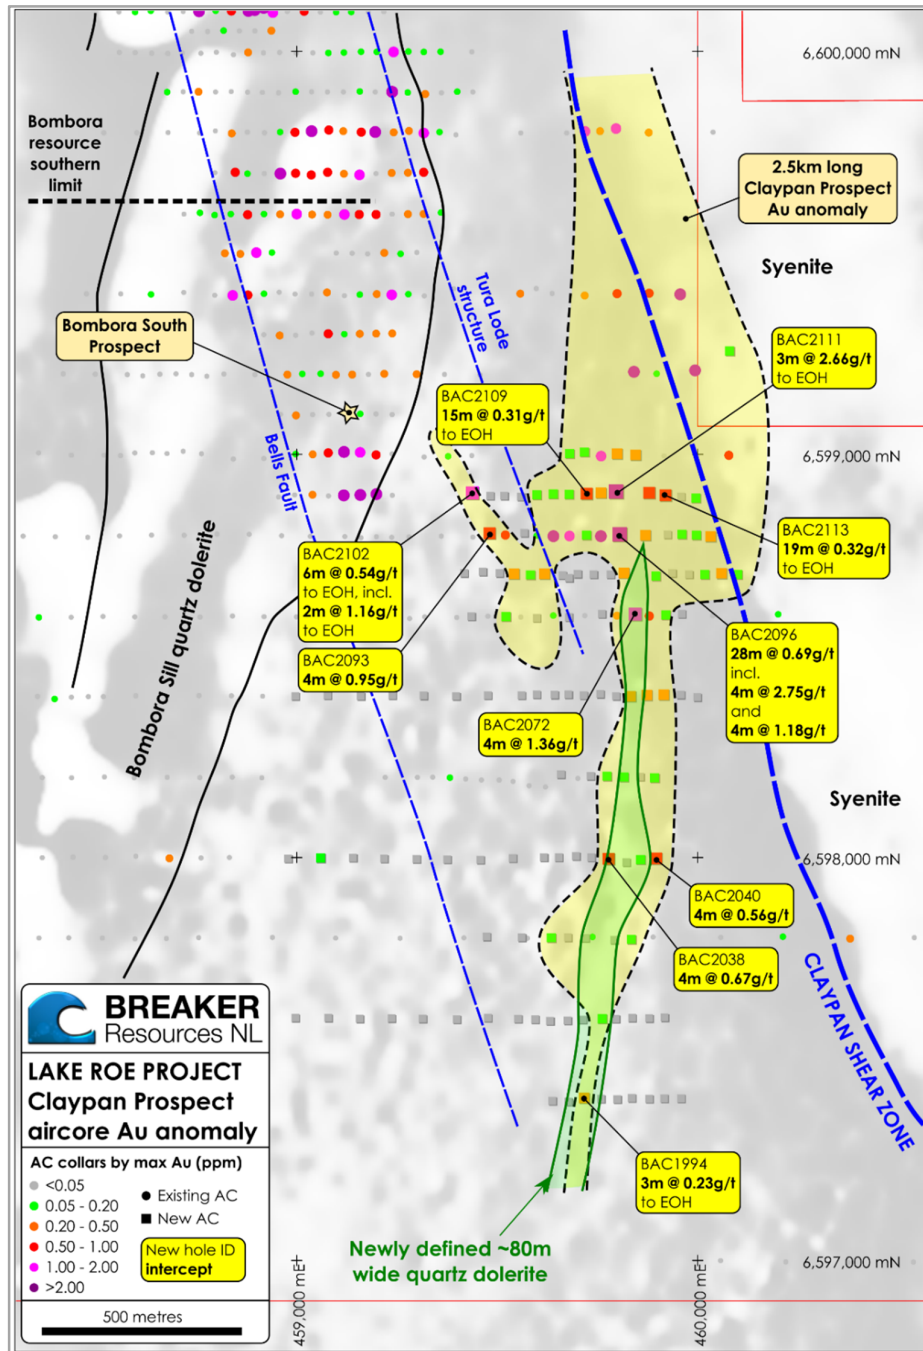 6,600,000 mN
Bombora
resource
southern
limit
2.5km long
Claypan Prospect
Au anomaly
Syenite
Tura Lode
structure
Bombora South
Prospect
BAC2111
3m @ 2.66g/t
to EOH
BAC2109
15m @ 0.31g/t
to EOH
Bells Fault
6,599,000 mN
BAC2113
19m @ 0.32g/t
to EOH
BAC2102
6m @ 0.54g/t
to EOH, incl.
2m @ 1.16g/t
to EOH
BAC2093
4m @ 0.95g/t
BAC2096
28m @ 0.69g/t
incl.
4m @ 2.75g/t
and
4m @ 1.18g/t
Bombora Sill quartz dolerite
BAC2072
4m @ 1.36g/t
Syenite
6,598,000 mN
BAC2040
4m @ 0.56g/t
BAC2038
4m @ 0.67g/t
CLAYPAN SHEAR ZONE
BREAKER
Resources NL
LAKE ROE PROJECT
Claypan Prospect
aircore Au anomaly
AC collars by max Au (ppm)
<0.05
0.05 - 0.20
0.20 - 0.50
0.50 - 1.00
1.00 - 2.00
>2.00
Existing AC
New AC
New hole ID
intercept
500 metres
BAC1994
3m @ 0.23g/t
to EOH
Newly defined ~80m
wide quartz dolerite
6,597,000 mN
459,000 mE
460,000 mE